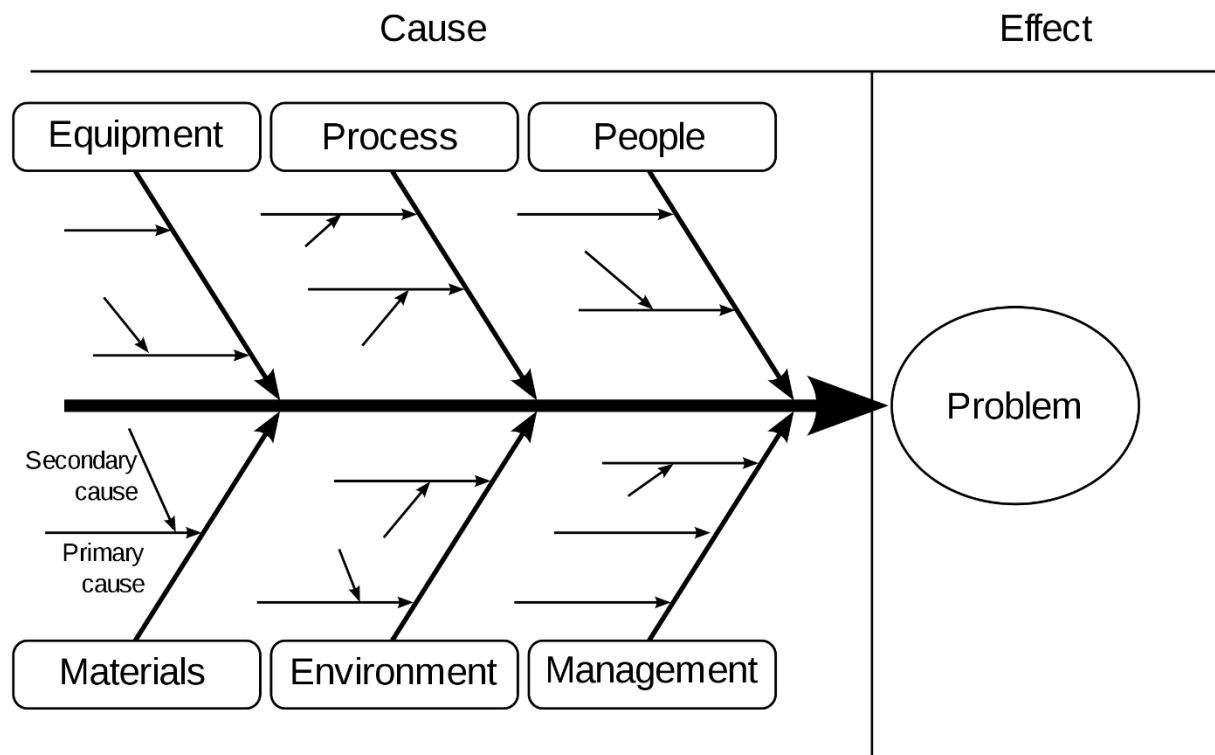 Cause
Effect
Equipment
Process
People
Problem
Secondary
cause
Primary
cause
Materials
Environment
Management